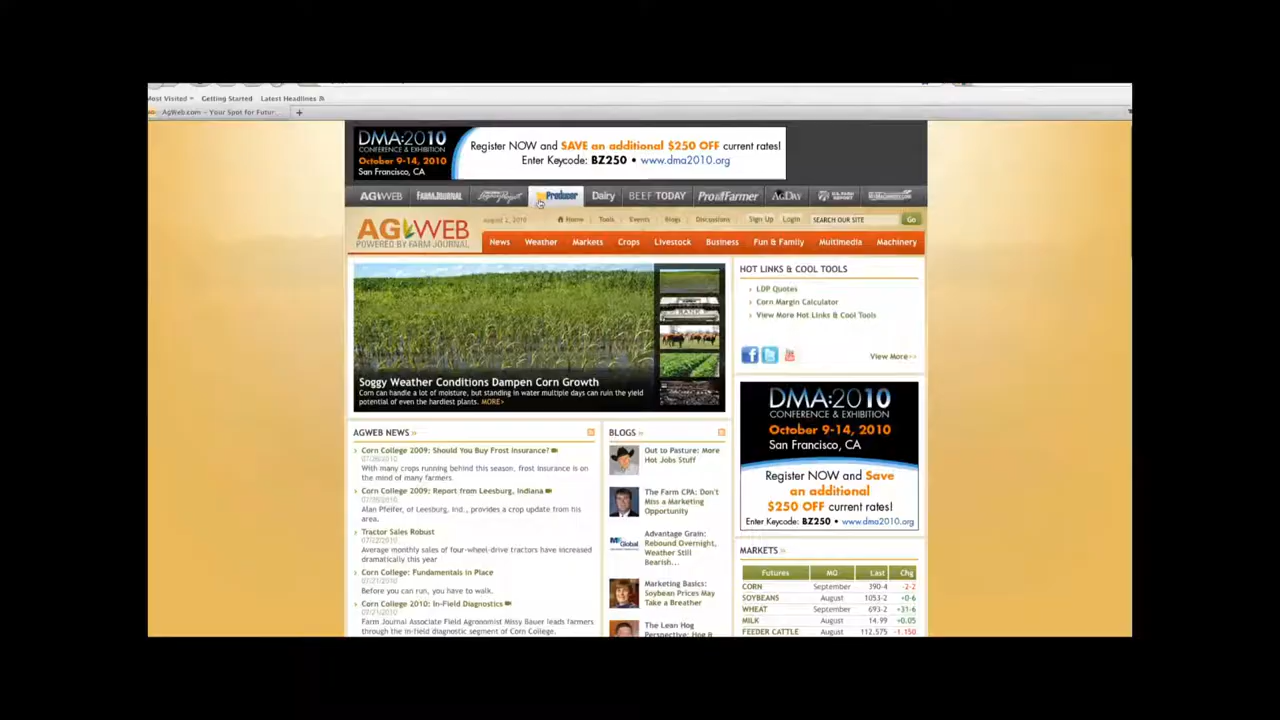 Most Visited
Getting Started
Latest Headlines
AgWeb.com - Your Spot for Futur...
+
DMA:2010
CONFERENCE & EXHIBITION
October 9-14, 2010
San Francisco, CA
Register NOW and SAVE an additional $250 OFF current rates!
Enter Keycode: BZ250 • www.dma2010.org
AGWEB
FARM JOURNAL
Producer
Dairy
BEEF TODAY
Pro Farmer
AgDay
U.S. FARM REPORT
AGWEB
POWERED BY FARM JOURNAL
Home
Tools
Events
Blogs
Discussions
Sign Up
Login
SEARCH OUR SITE
Go
News
Weather
Markets
Crops
Livestock
Business
Fun & Family
Multimedia
Machinery
BANK
Soggy Weather Conditions Dampen Corn Growth
Corn can handle a lot of moisture, but standing in water multiple days can ruin the yield
potential of even the hardiest plants. MORE>
HOT LINKS & COOL TOOLS
LDP Quotes
Corn Margin Calculator
View More Hot Links & Cool Tools
View More>>
DMA:2010
CONFERENCE & EXHIBITION
October 9-14, 2010
San Francisco, CA
Register NOW and Save
an additional
$250 OFF current rates!
Enter Keycode: BZ250 • www.dma2010.org
AGWEB NEWS »
Corn College 2009: Should You Buy Frost Insurance?
With many crops running behind this season, frost insurance is on
the mind of many farmers.
Corn College 2009: Report from Leesburg, Indiana
Alan Pfeifer, of Leesburg, Ind., provides a crop update from his
area.
Tractor Sales Robust
Average monthly sales of four-wheel-drive tractors have increased
dramatically this year
Corn College: Fundamentals in Place
Before you can run, you have to walk.
Corn College 2010: In-Field Diagnostics
Farm Journal Associate Field Agronomist Missy Bauer leads farmers
through the in-field diagnostic segment of Corn College.
BLOGS »
Out to Pasture: More
Hot Jobs Stuff
The Farm CPA: Don't
Miss a Marketing
Opportunity
Advantage Grain:
Rebound Overnight,
Weather Still
Bearish...
Marketing Basics:
Soybean Prices May
Take a Breather
The Lean Hog
Perspective: Hog &
MARKETS »
Futures MO Last Chg
CORN September 390-4 -2-2
SOYBEANS August 1053-2 +0-6
WHEAT September 693-2 +31-6
MILK August 14.99 +0.05
FEEDER CATTLE August 112.575 -1.150